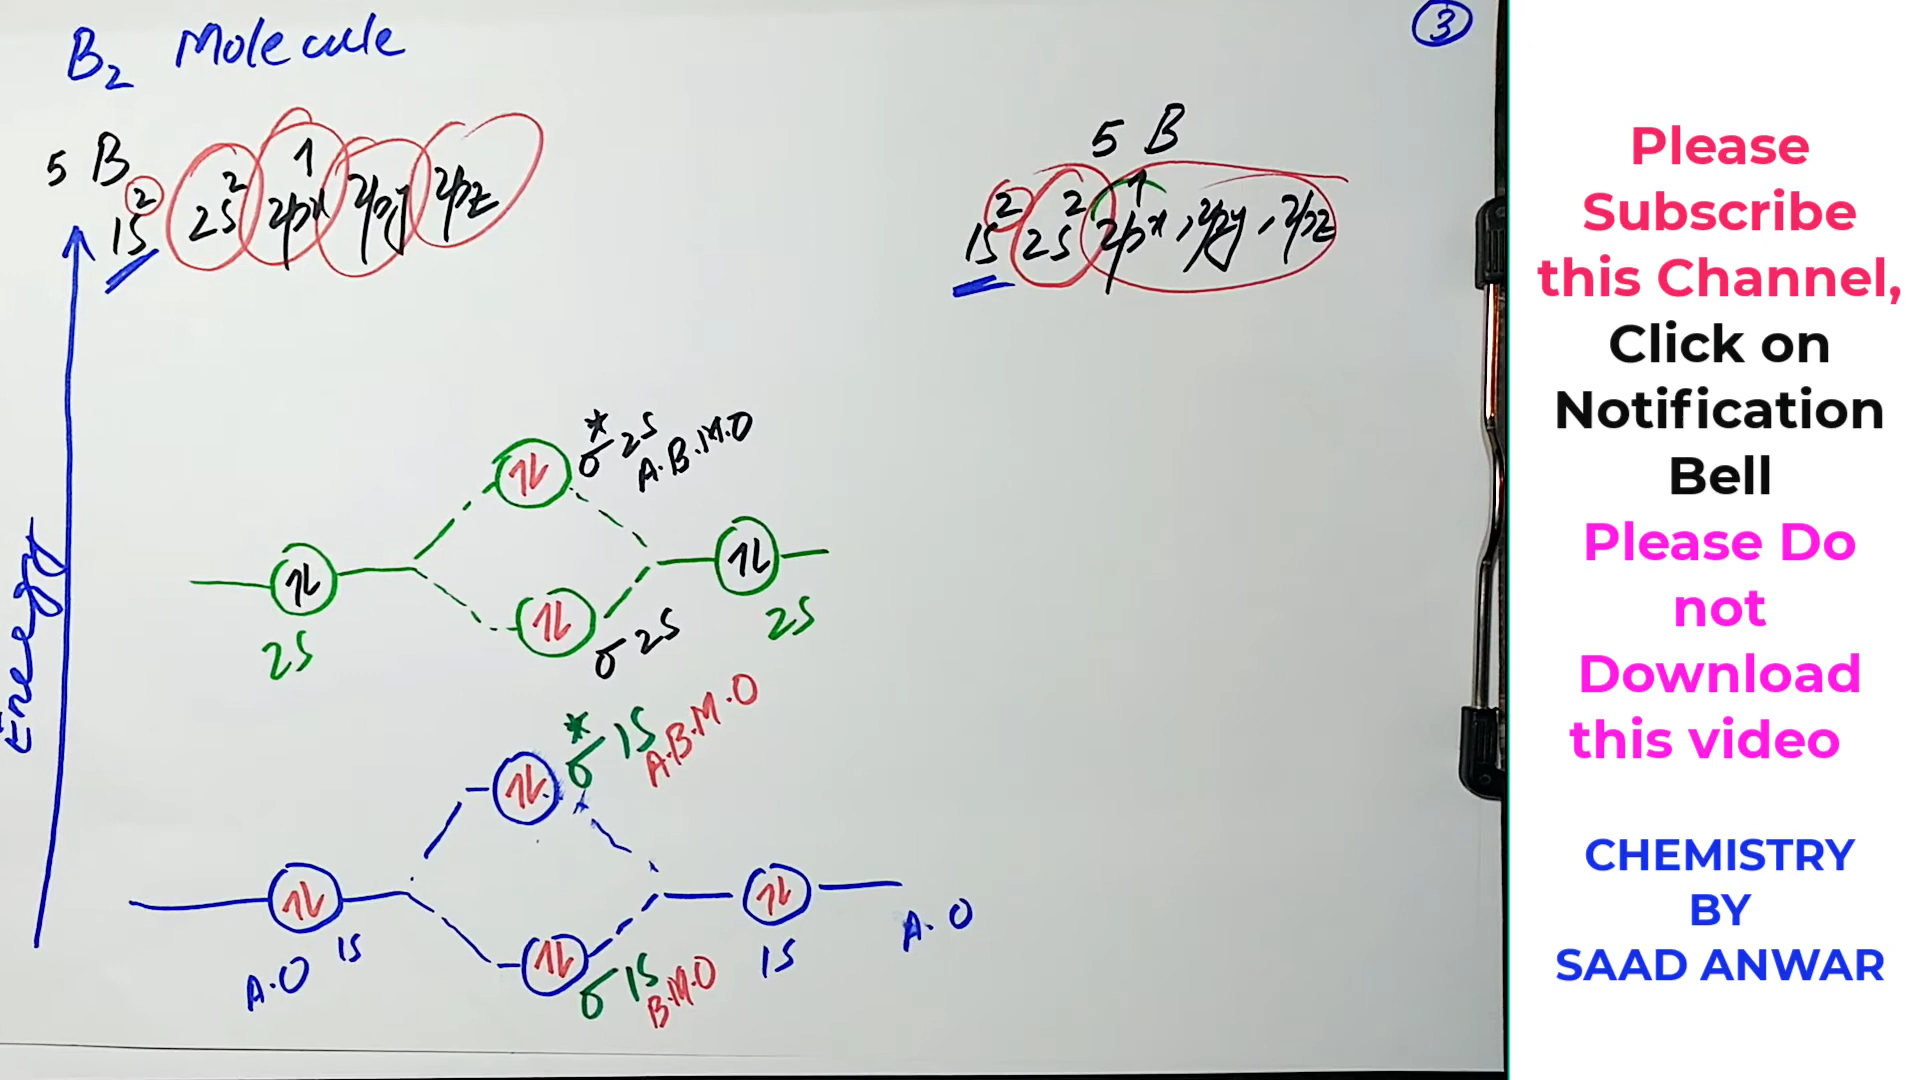 B₂ Molecule
③
5 B
1S² 2S² 2px¹ 2py 2pz
5 B
1S² 2S² 2px¹, 2py, 2pz
Energy
σ* 2S
A.B.M.O
2S
2S
σ 2S
σ* 1S
A.B.M.O
A.O 1S
1S
A.O
σ 1S
B.M.O
Please
Subscribe
this Channel,
Click on
Notification
Bell
Please Do
not
Download
this video
CHEMISTRY
BY
SAAD ANWAR